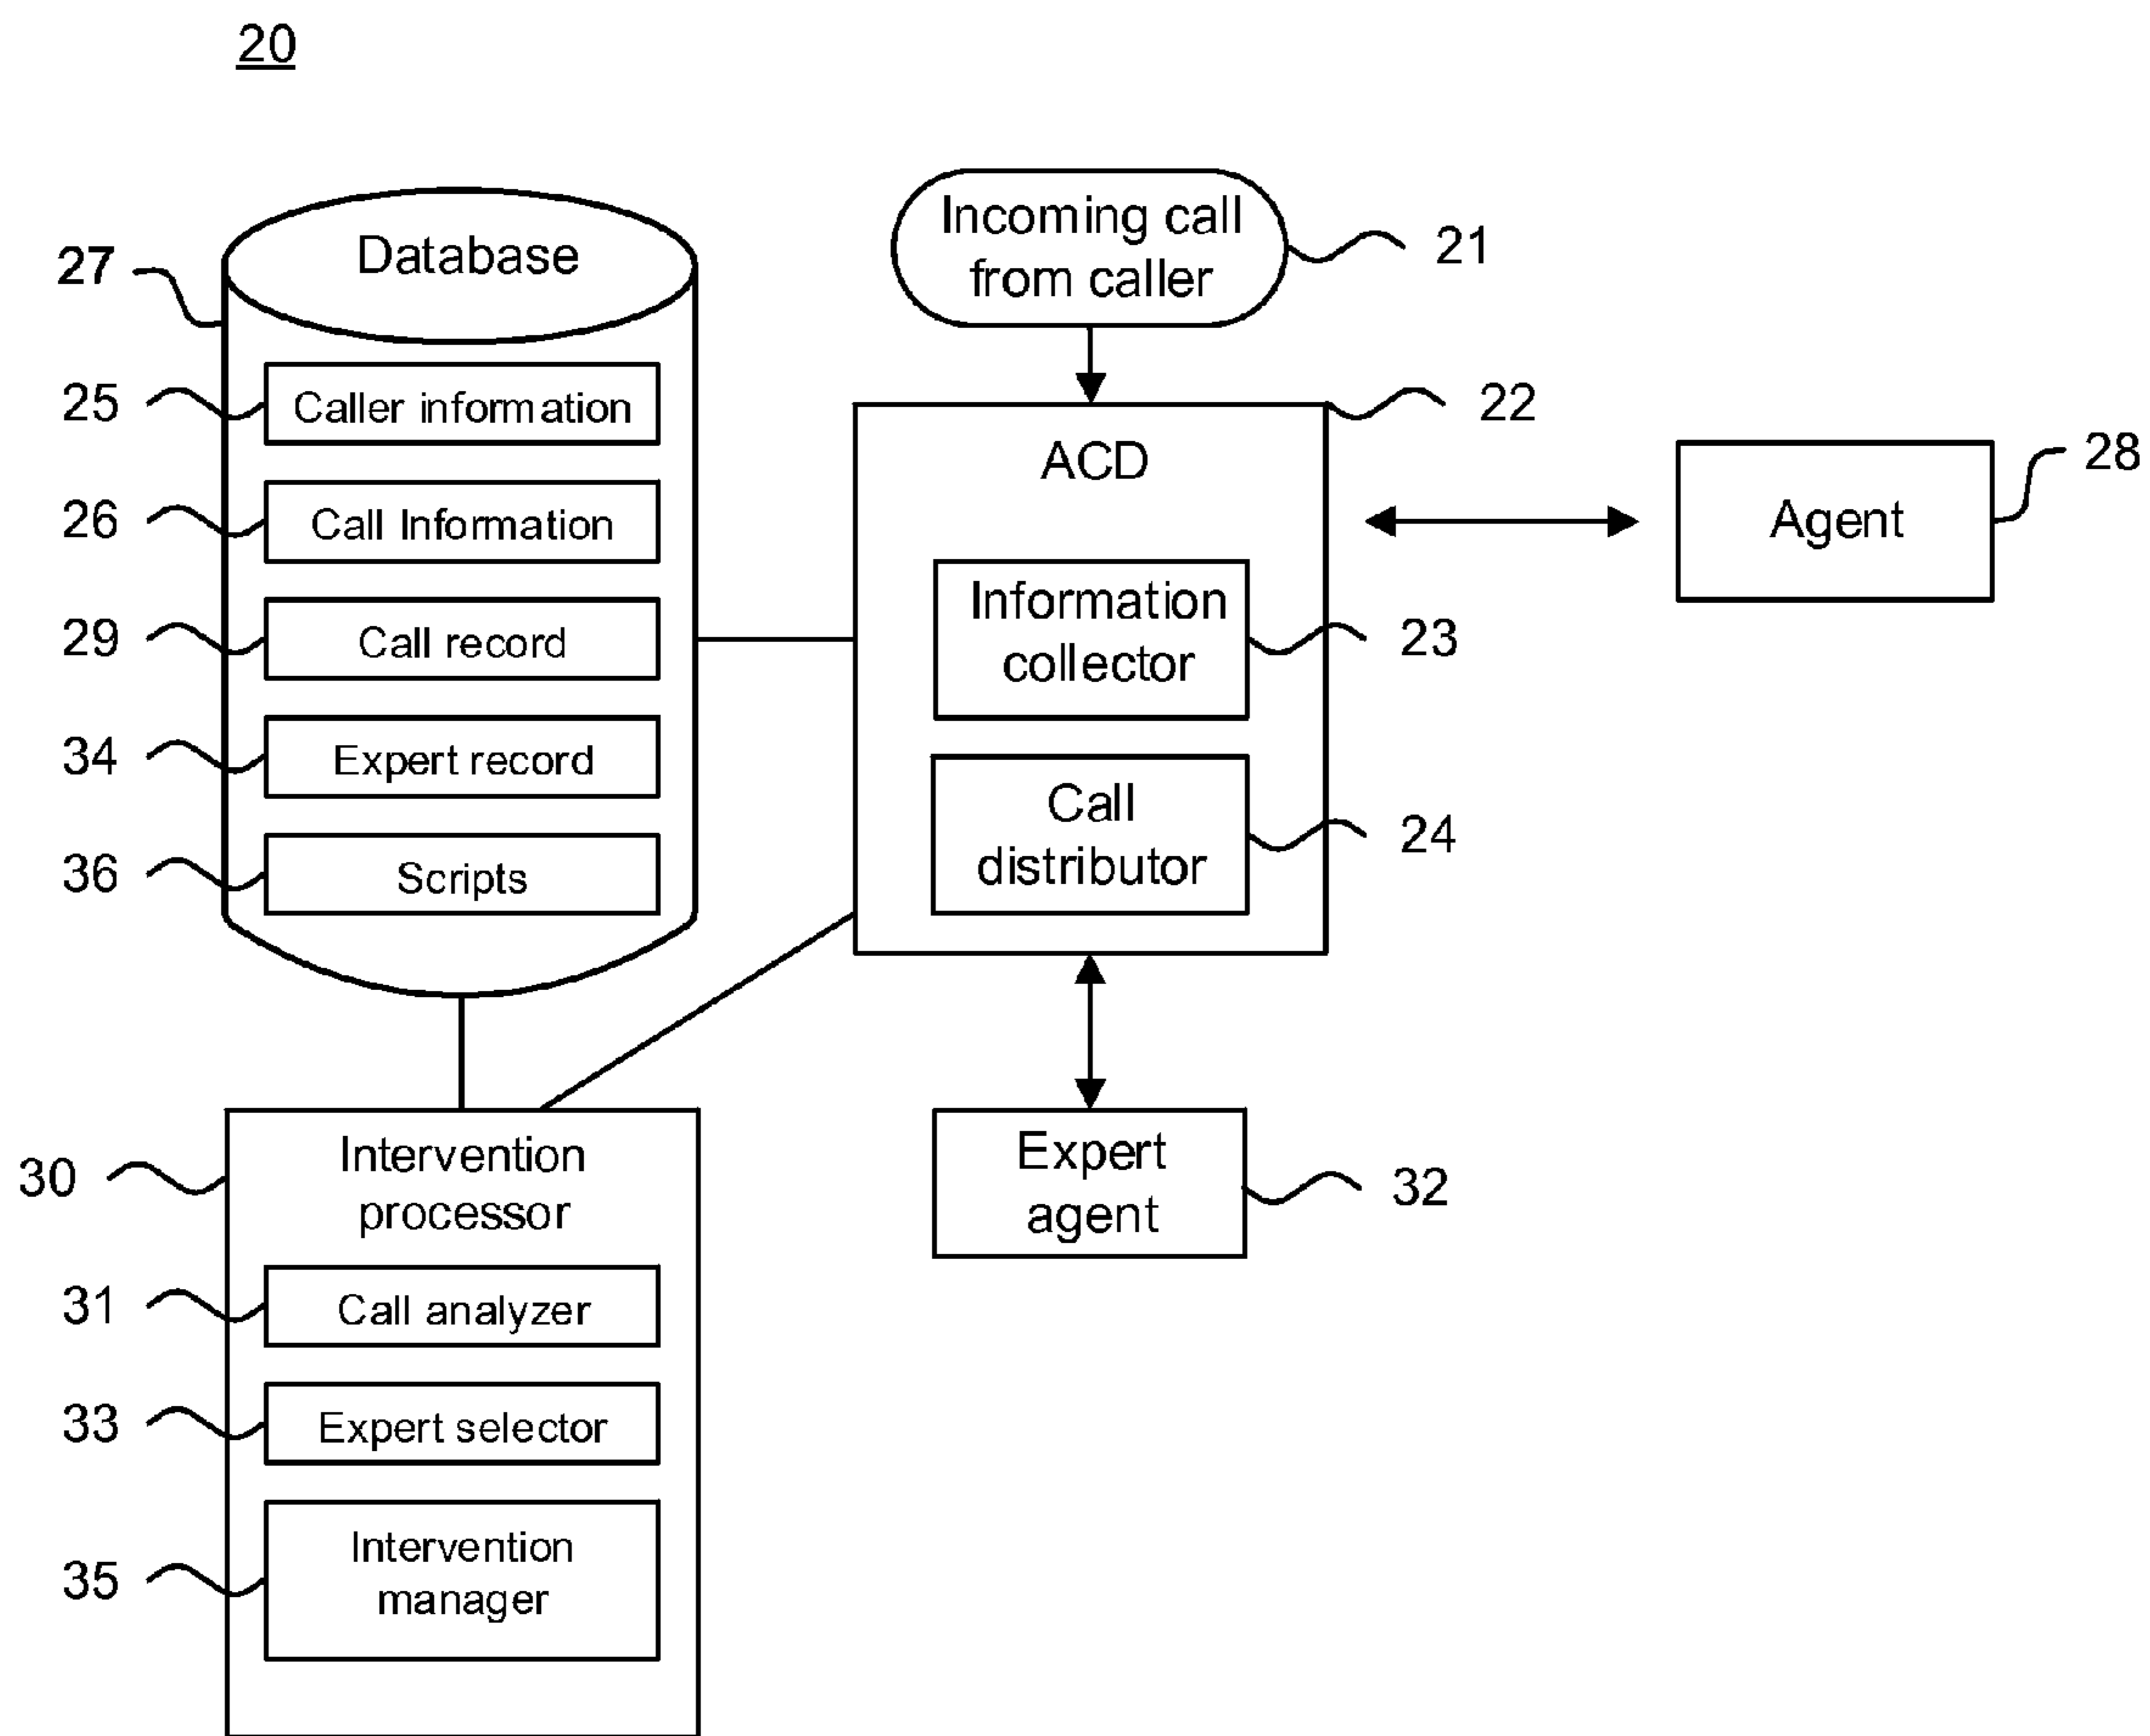 20
Database
27
25
Caller information
26
Call Information
29
Call record
34
Expert record
36
Scripts
Incoming call
from caller
21
22
ACD
Information
collector
23
Call
distributor
24
Agent
28
Intervention
processor
30
31
Call analyzer
33
Expert selector
35
Intervention
manager
Expert
agent
32